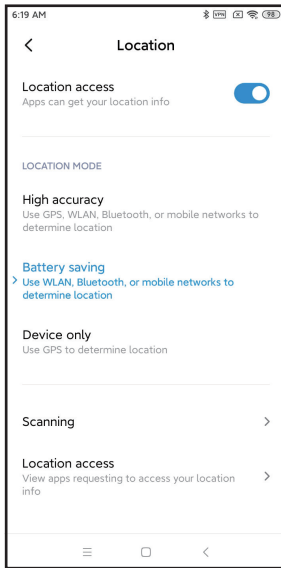 6:19 AM VPN 98
Location
Location access
Apps can get your location info
LOCATION MODE
High accuracy
Use GPS, WLAN, Bluetooth, or mobile networks to
determine location
Battery saving
Use WLAN, Bluetooth, or mobile networks to
determine location
Device only
Use GPS to determine location
Scanning
Location access
View apps requesting to access your location
info